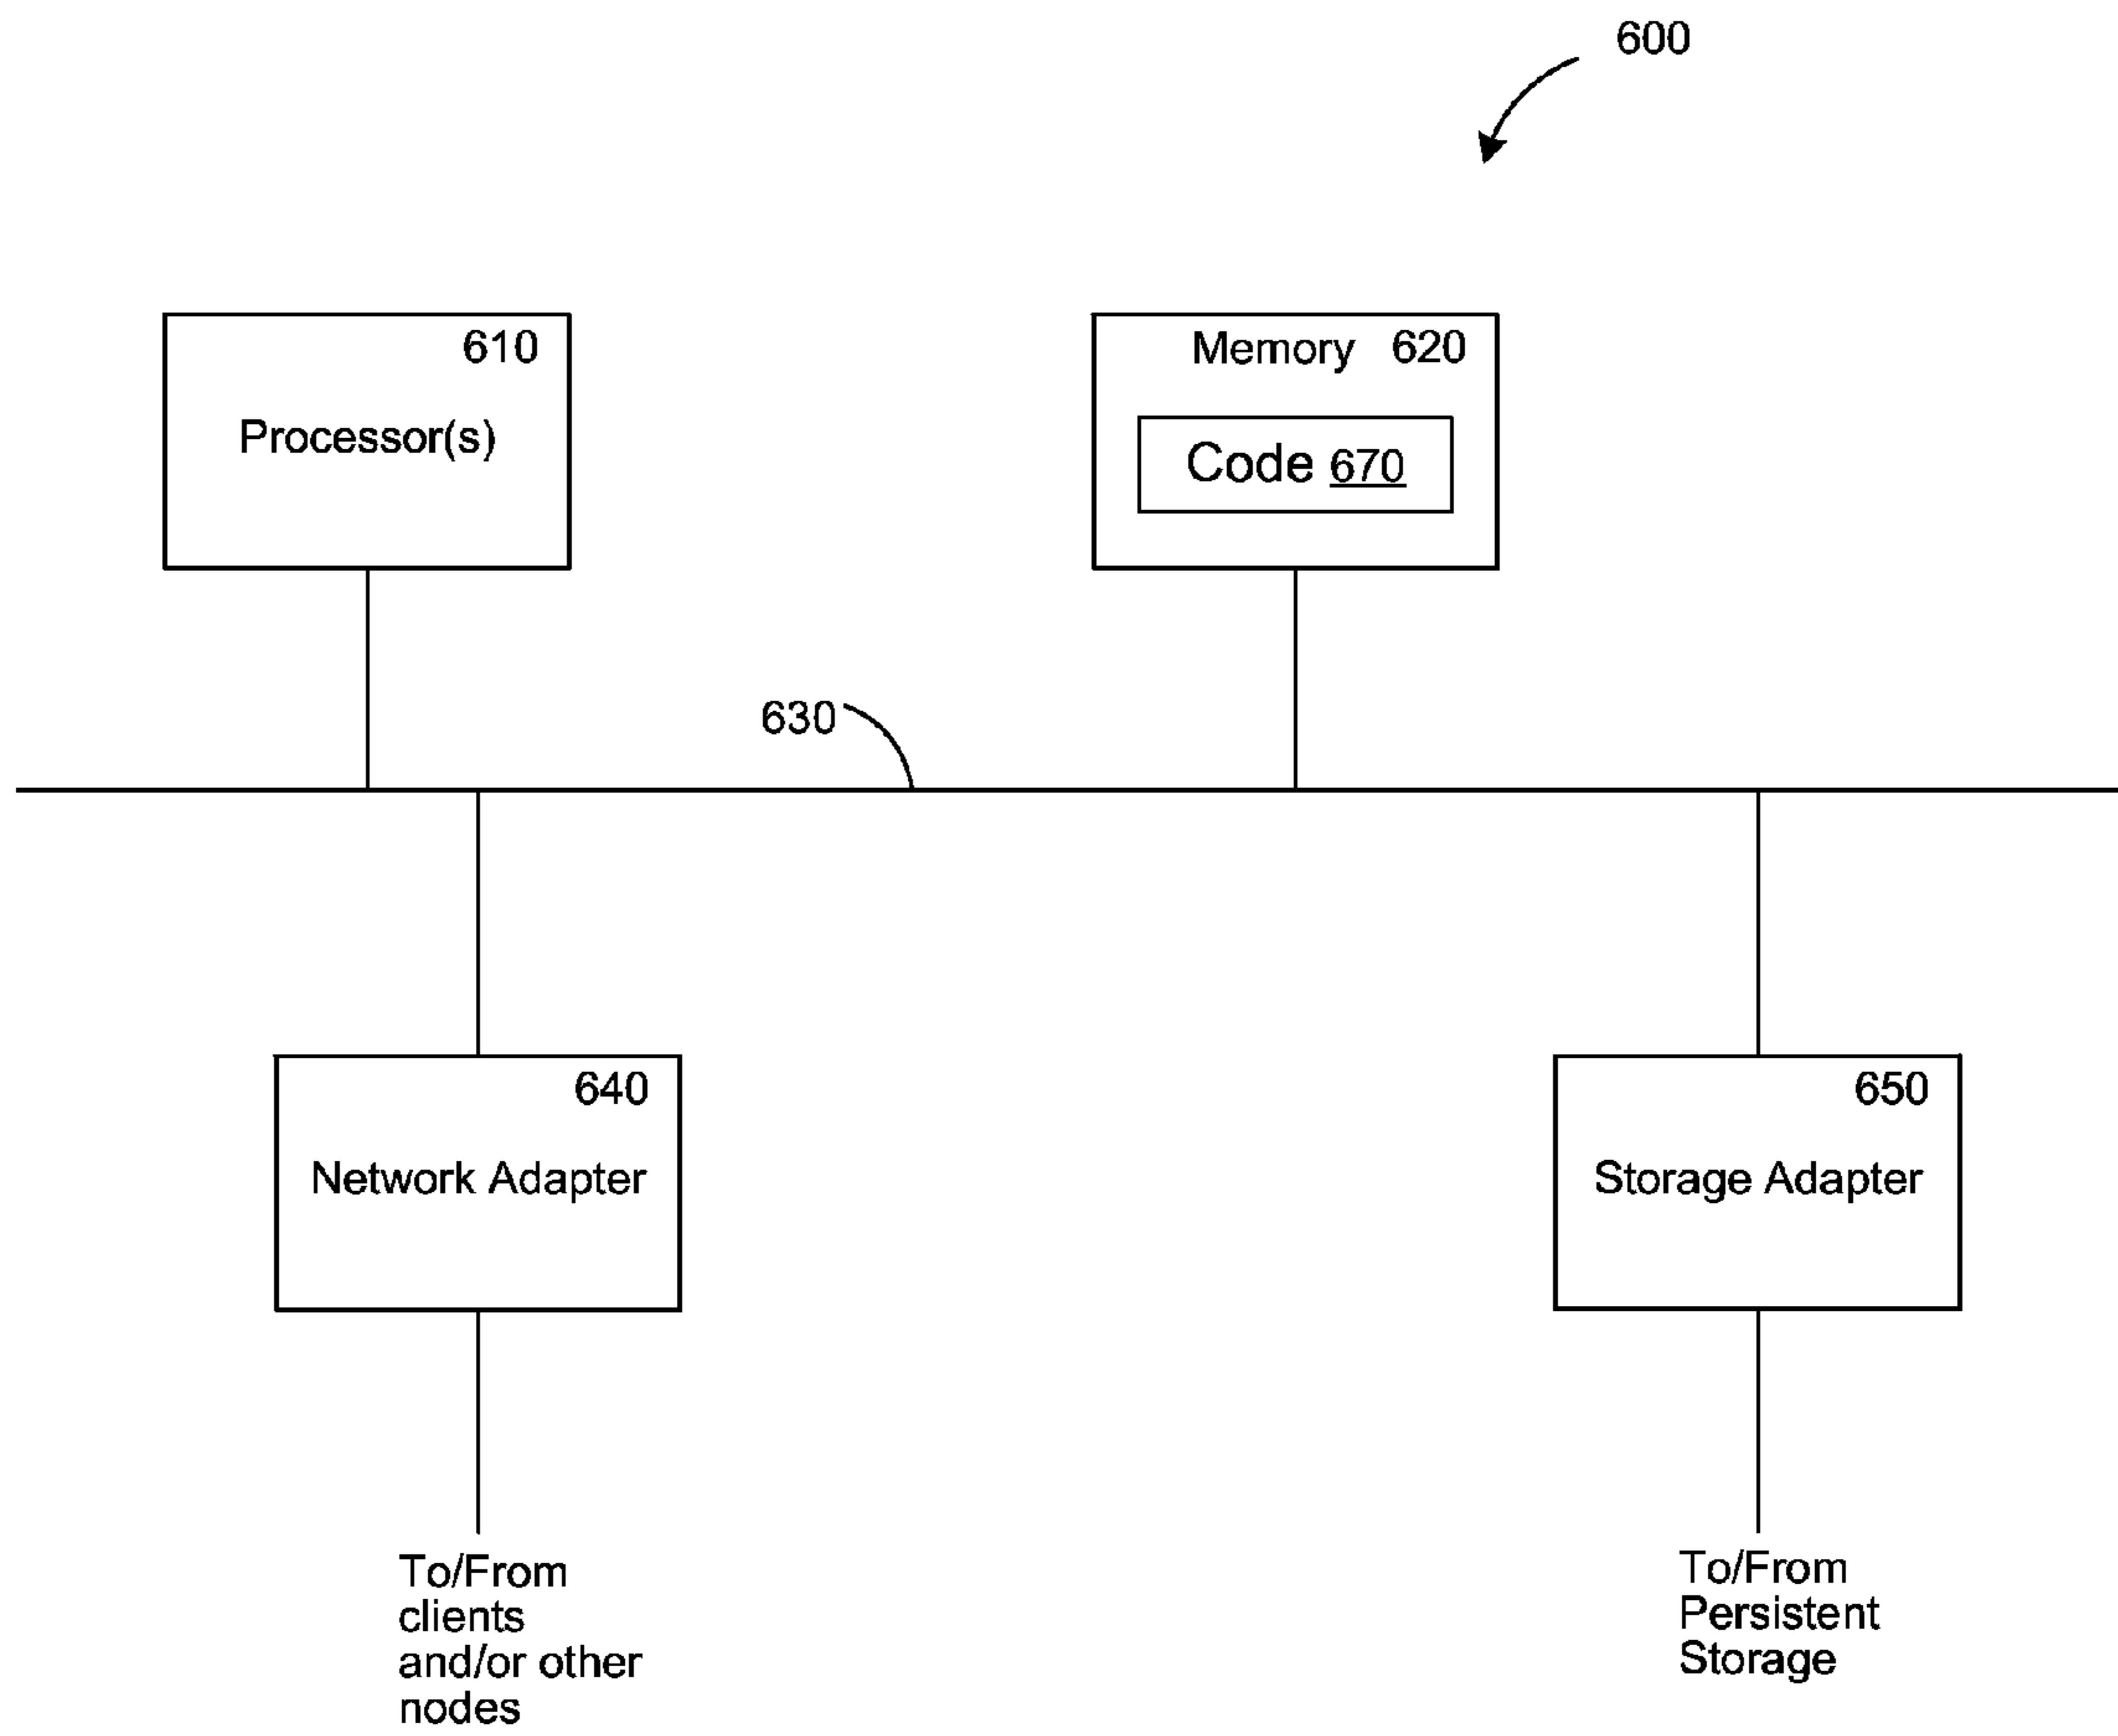 600
610
Processor(s)
Memory 620
Code 670
630
640
Network Adapter
650
Storage Adapter
To/From
clients
and/or other
nodes
To/From
Persistent
Storage